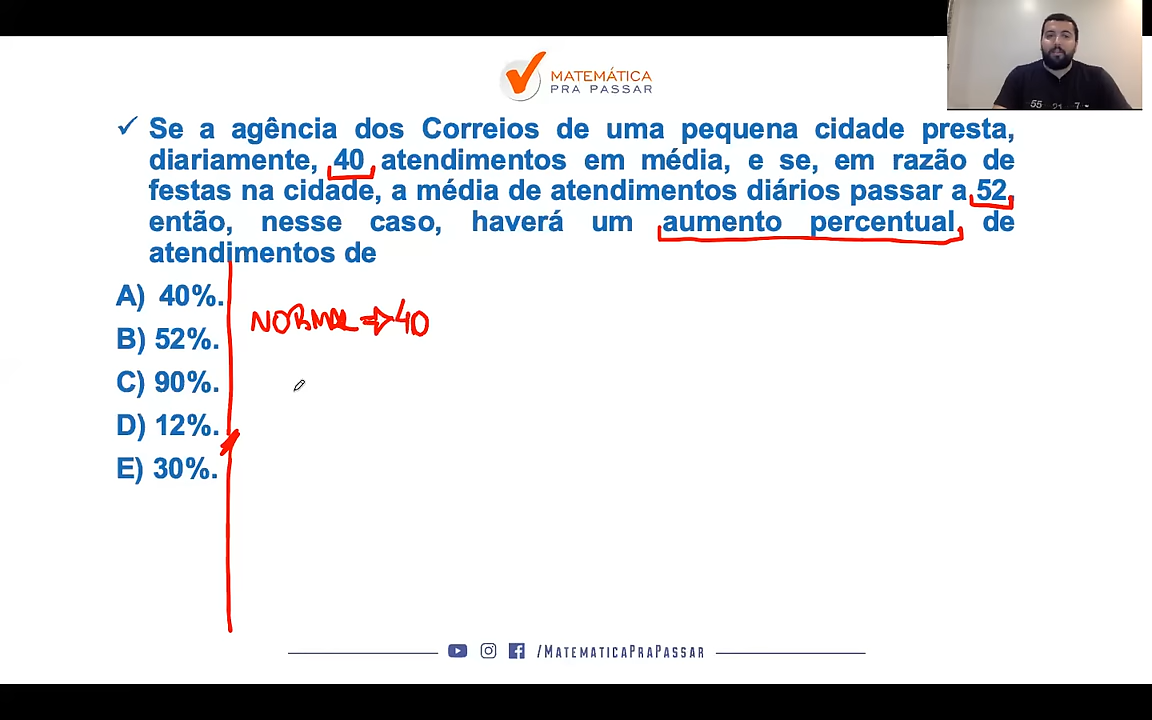 MATEMÁTICA
PRA PASSAR
✓ Se a agência dos Correios de uma pequena cidade presta,
diariamente, 40 atendimentos em média, e se, em razão de
festas na cidade, a média de atendimentos diários passar a 52,
então, nesse caso, haverá um aumento percentual de
atendimentos de
A) 40%.
B) 52%.
C) 90%.
D) 12%.
E) 30%.
NORMAL ⇒ 40
/MATEMATICAPRAPASSAR